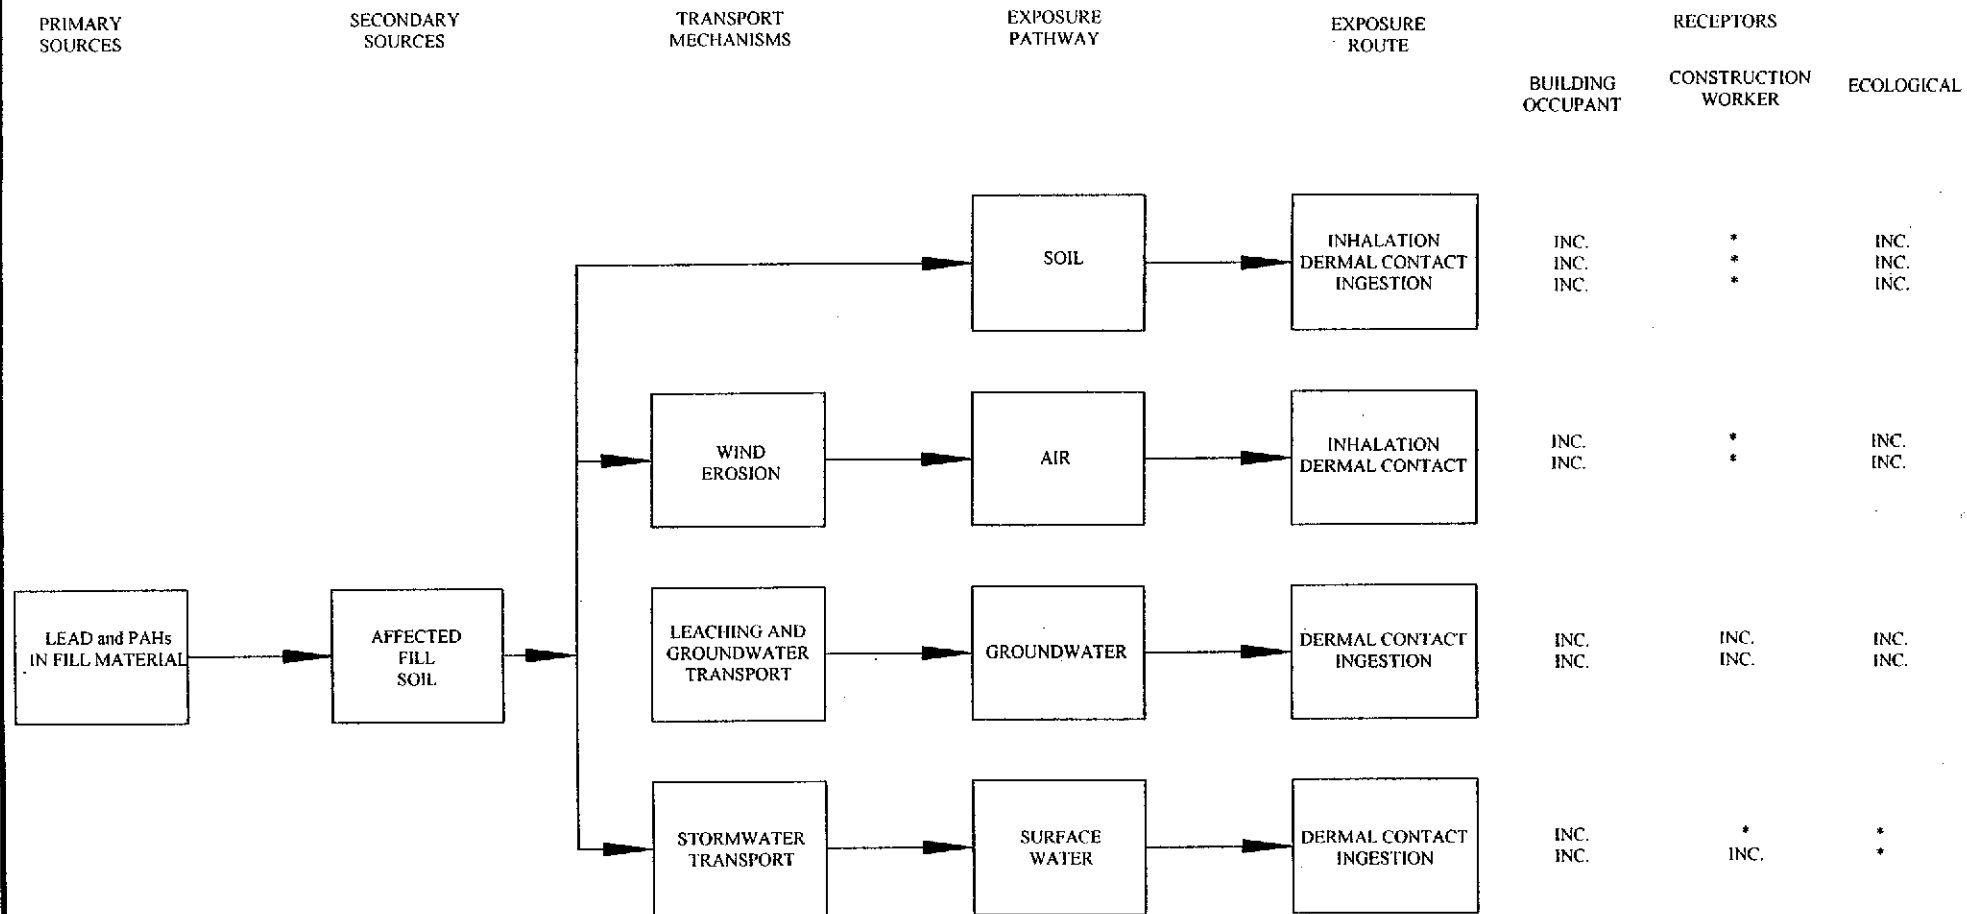 PRIMARY
SOURCES
SECONDARY
SOURCES
TRANSPORT
MECHANISMS
EXPOSURE
PATHWAY
EXPOSURE
ROUTE
RECEPTORS
BUILDING
OCCUPANT
CONSTRUCTION
WORKER
ECOLOGICAL
SOIL
INHALATION
DERMAL CONTACT
INGESTION
INC. * INC.
INC. * INC.
INC. * INC.
WIND
EROSION
AIR
INHALATION
DERMAL CONTACT
INC. * INC.
INC. * INC.
LEAD and PAHs
IN FILL MATERIAL
AFFECTED
FILL
SOIL
LEACHING AND
GROUNDWATER
TRANSPORT
GROUNDWATER
DERMAL CONTACT
INGESTION
INC. INC. INC.
INC. INC. INC.
STORMWATER
TRANSPORT
SURFACE
WATER
DERMAL CONTACT
INGESTION
INC. * *
INC. INC. *